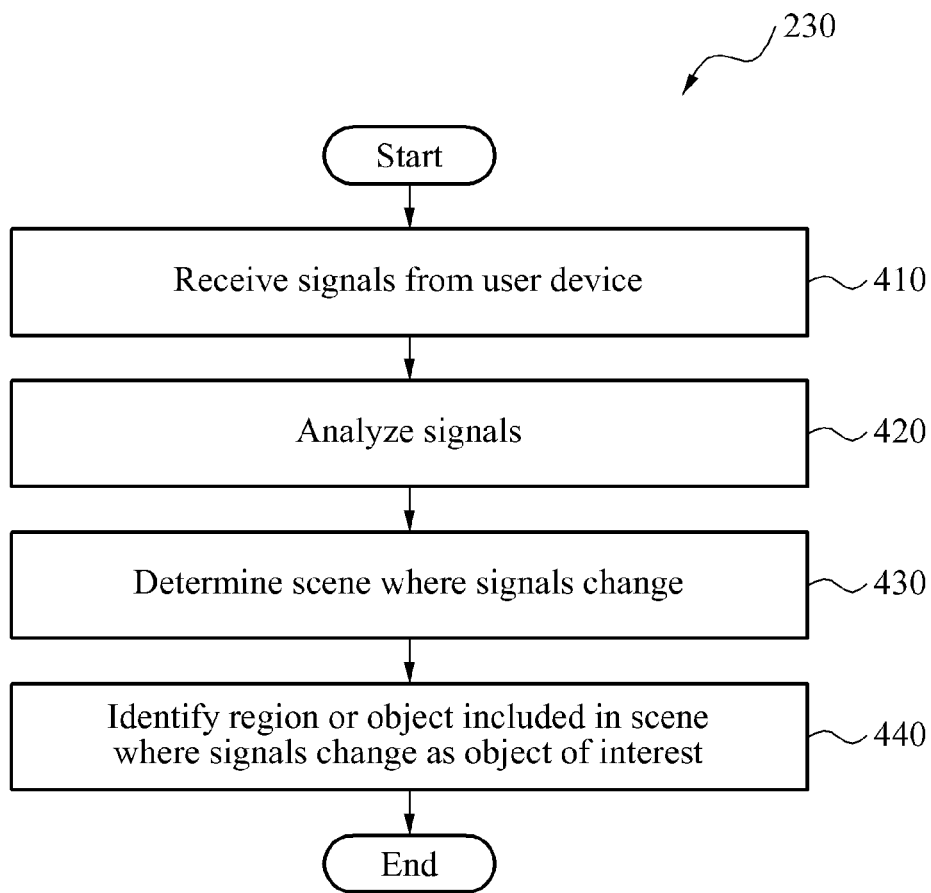 230
Start
Receive signals from user device
410
Analyze signals
420
Determine scene where signals change
430
Identify region or object included in scene
where signals change as object of interest
440
End